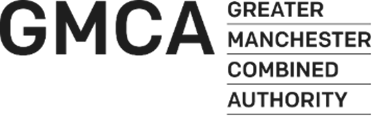 GMCA
GREATER
MANCHESTER
COMBINED
AUTHORITY